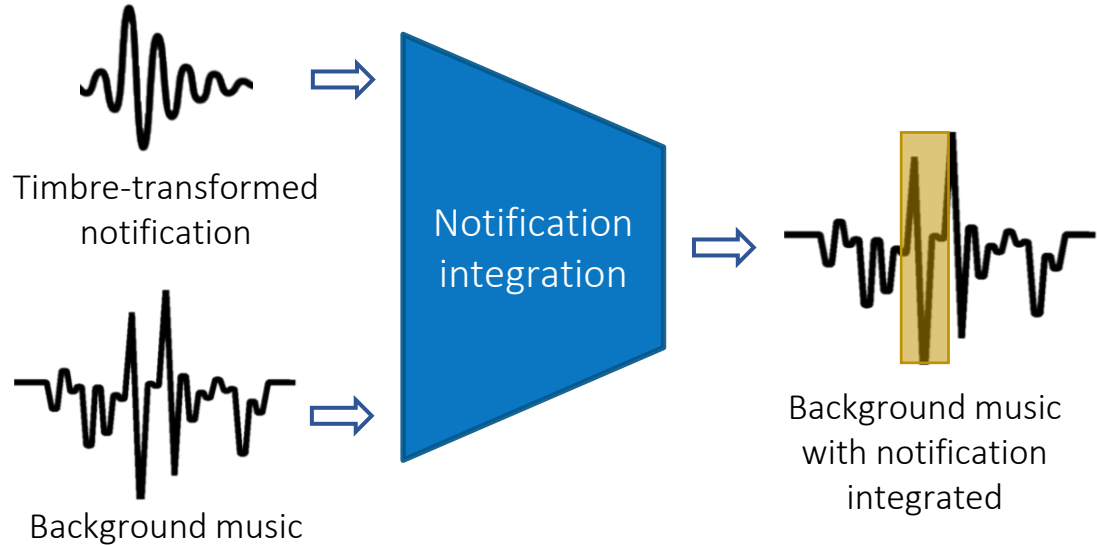 Timbre-transformed
notification
Background music
Notification
integration
Background music
with notification
integrated